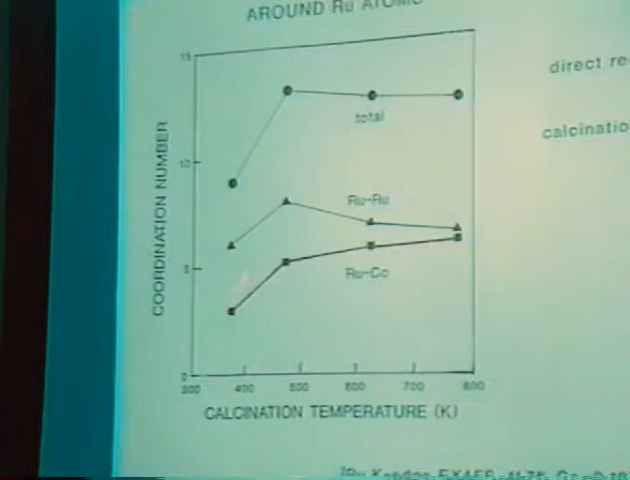 AROUND Ru ATOMS
15
direct re
total
calcinatio
10
COORDINATION NUMBER
Ru-Ru
5
Ru-Co
0
300 400 500 600 700 800
CALCINATION TEMPERATURE (K)